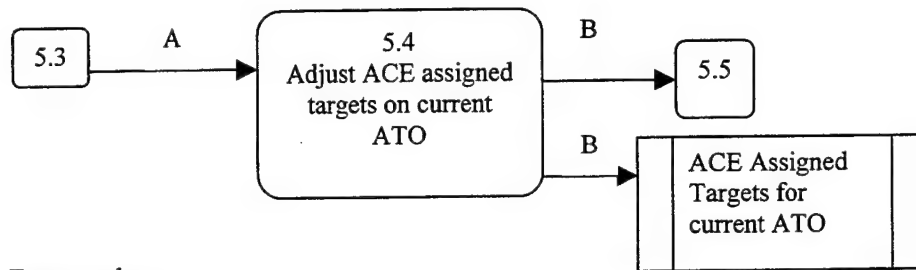 5.3
A
5.4
Adjust ACE assigned
targets on current
ATO
B
5.5
B
ACE Assigned
Targets for
current ATO